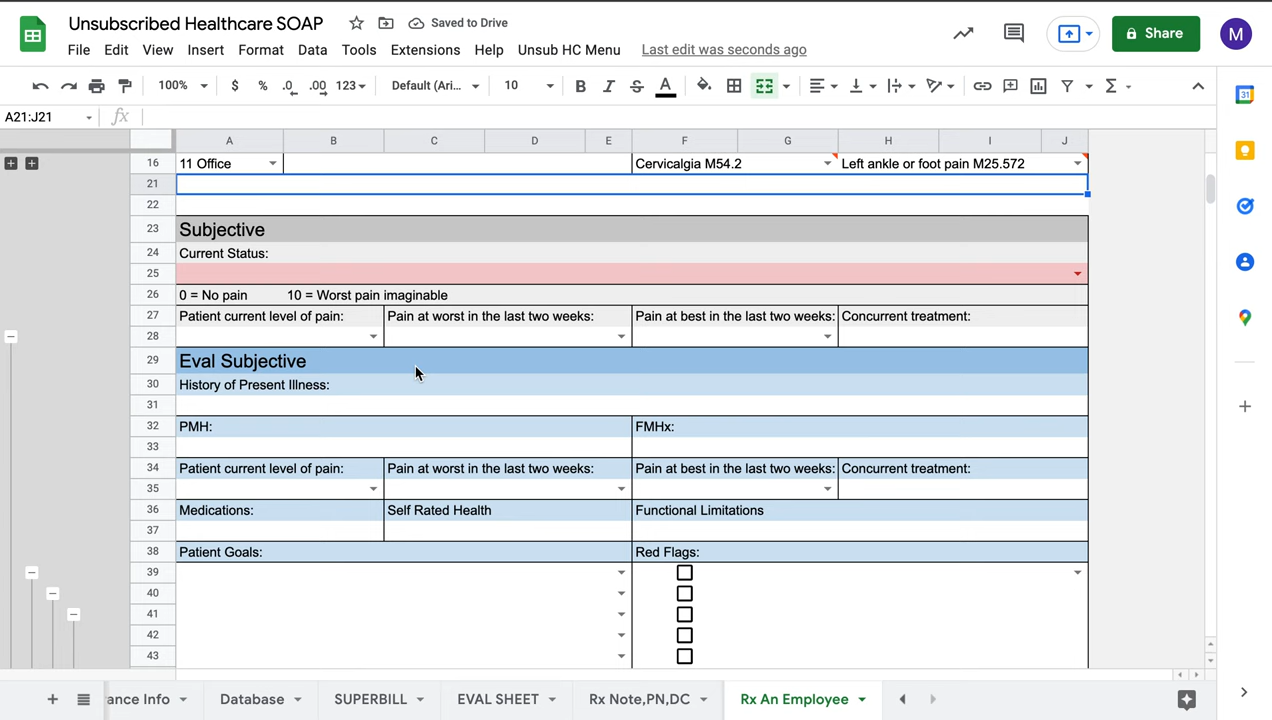 Unsubscribed Healthcare SOAP Saved to Drive
File Edit View Insert Format Data Tools Extensions Help Unsub HC Menu Last edit was seconds ago
Share
M
100% $ % .0 .00 123 Default (Ari... 10 B I S A
A21:J21 fx
31
A B C D E F G H I J
16 11 Office Cervicalgia M54.2 Left ankle or foot pain M25.572
21
22
23 Subjective
24 Current Status:
25
26 0 = No pain 10 = Worst pain imaginable
27 Patient current level of pain: Pain at worst in the last two weeks: Pain at best in the last two weeks: Concurrent treatment:
28
29 Eval Subjective
30 History of Present Illness:
31
32 PMH: FMHx:
33
34 Patient current level of pain: Pain at worst in the last two weeks: Pain at best in the last two weeks: Concurrent treatment:
35
36 Medications: Self Rated Health Functional Limitations
37
38 Patient Goals: Red Flags:
39
40
41
42
43
ance Info Database SUPERBILL EVAL SHEET Rx Note,PN,DC Rx An Employee